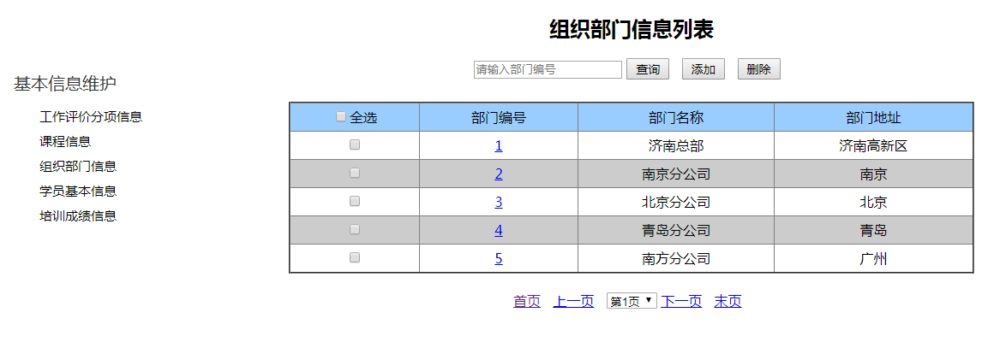 组织部门信息列表
请输入部门编号 查询 添加 删除
基本信息维护
工作评价分项信息
课程信息
组织部门信息
学员基本信息
培训成绩信息
全选 部门编号 部门名称 部门地址
1 济南总部 济南高新区
2 南京分公司 南京
3 北京分公司 北京
4 青岛分公司 青岛
5 南方分公司 广州
首页 上一页 第1页 下一页 末页